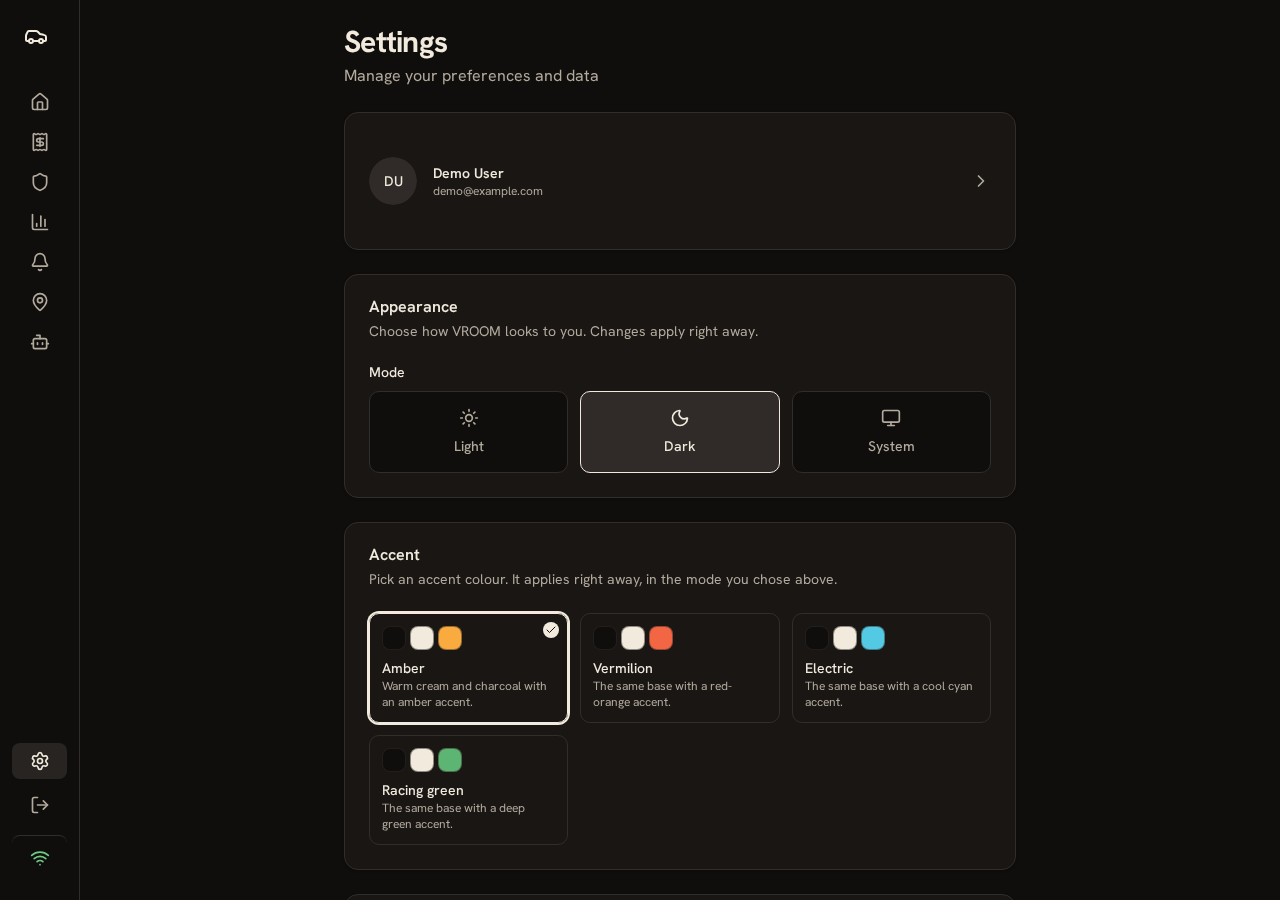 Settings
Manage your preferences and data
DU
Demo User
demo@example.com
Appearance
Choose how VROOM looks to you. Changes apply right away.
Mode
Light
Dark
System
Accent
Pick an accent colour. It applies right away, in the mode you chose above.
Amber
Warm cream and charcoal with
an amber accent.
Vermilion
The same base with a red-
orange accent.
Electric
The same base with a cool cyan
accent.
Racing green
The same base with a deep
green accent.